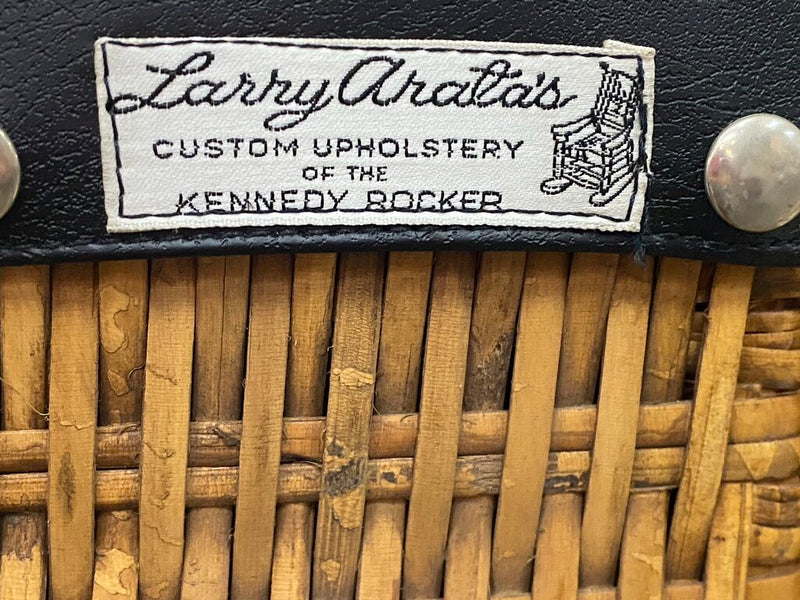 Larry Arata's
CUSTOM UPHOLSTERY
OF THE
KENNEDY ROCKER